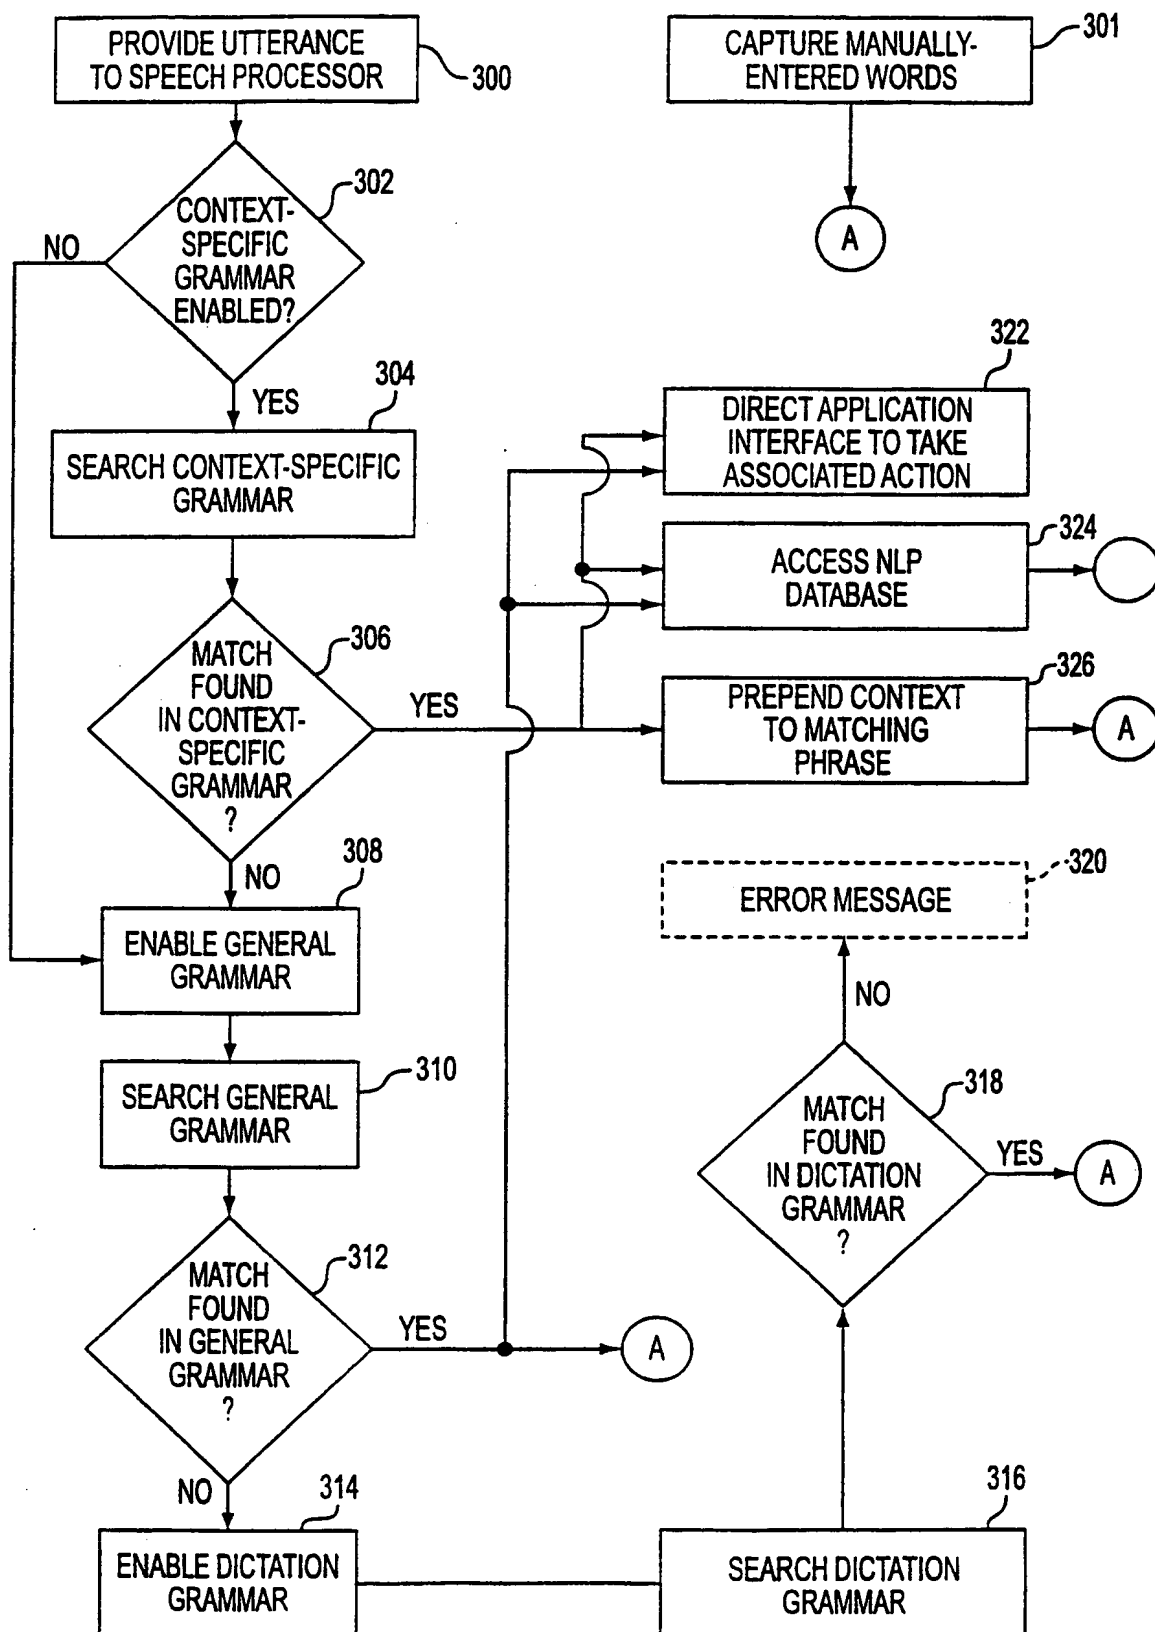 PROVIDE UTTERANCE
TO SPEECH PROCESSOR
300
CAPTURE MANUALLY-
ENTERED WORDS
301
A
302
CONTEXT-
SPECIFIC
GRAMMAR
ENABLED?
NO
YES
304
SEARCH CONTEXT-SPECIFIC
GRAMMAR
322
DIRECT APPLICATION
INTERFACE TO TAKE
ASSOCIATED ACTION
324
ACCESS NLP
DATABASE
306
MATCH
FOUND
IN CONTEXT-
SPECIFIC
GRAMMAR
?
YES
326
PREPEND CONTEXT
TO MATCHING
PHRASE
A
NO
308
ENABLE GENERAL
GRAMMAR
320
ERROR MESSAGE
NO
310
SEARCH GENERAL
GRAMMAR
318
MATCH
FOUND
IN DICTATION
GRAMMAR
?
YES
A
312
MATCH
FOUND
IN GENERAL
GRAMMAR
?
YES
A
NO
314
ENABLE DICTATION
GRAMMAR
316
SEARCH DICTATION
GRAMMAR